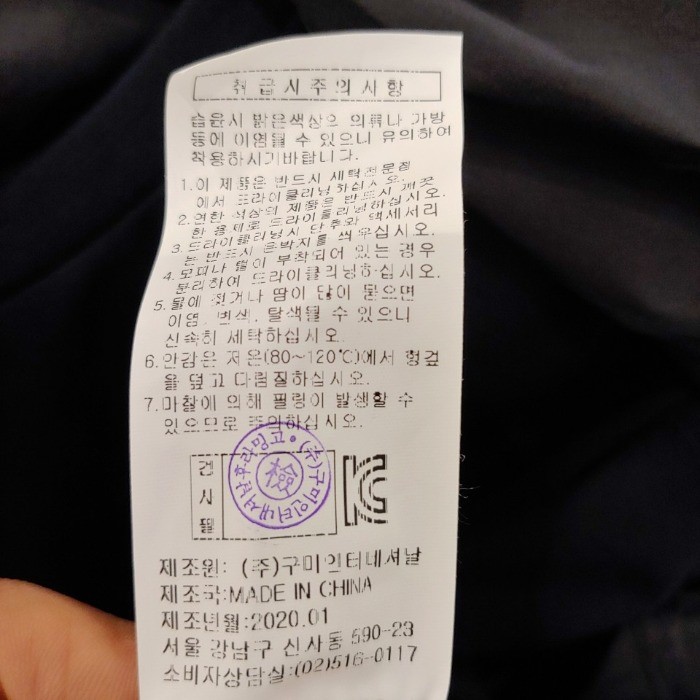 취급시주의사항
습윤시 밝은색상의 의류나 가방
등에 이염될 수 있으니 유의하여
착용하시기바랍니다.
1.이 제품은 반드시 세탁전문점
에서 드라이클리닝하십시오.
2.연한 색상의 제품은 반드시 깨끗
한 용제로 드라이클리닝하십시오.
3.드라이클리닝시 단추와 액세서리
는 반드시 은박지를 씌우십시오.
4.모피나 털이 부착되어 있는 경우
분리하여 드라이클리닝하십시오.
5.물에 젖거나 땀이 많이 묻으면
이염, 변색, 탈색될 수 있으니
신속히 세탁하십시오.
6.안감은 저온(80~120℃)에서 헝겊
을 덮고 다림질하십시오.
7.마찰에 의해 필링이 발생할 수
있으므로 주의하십시오.
검사필
檢
(주)구미인터내셔날
KC
제조원: (주)구미인터네셔날
제조국:MADE IN CHINA
제조년월:2020.01
서울 강남구 신사동 590-23
소비자상담실:(02)516-0117